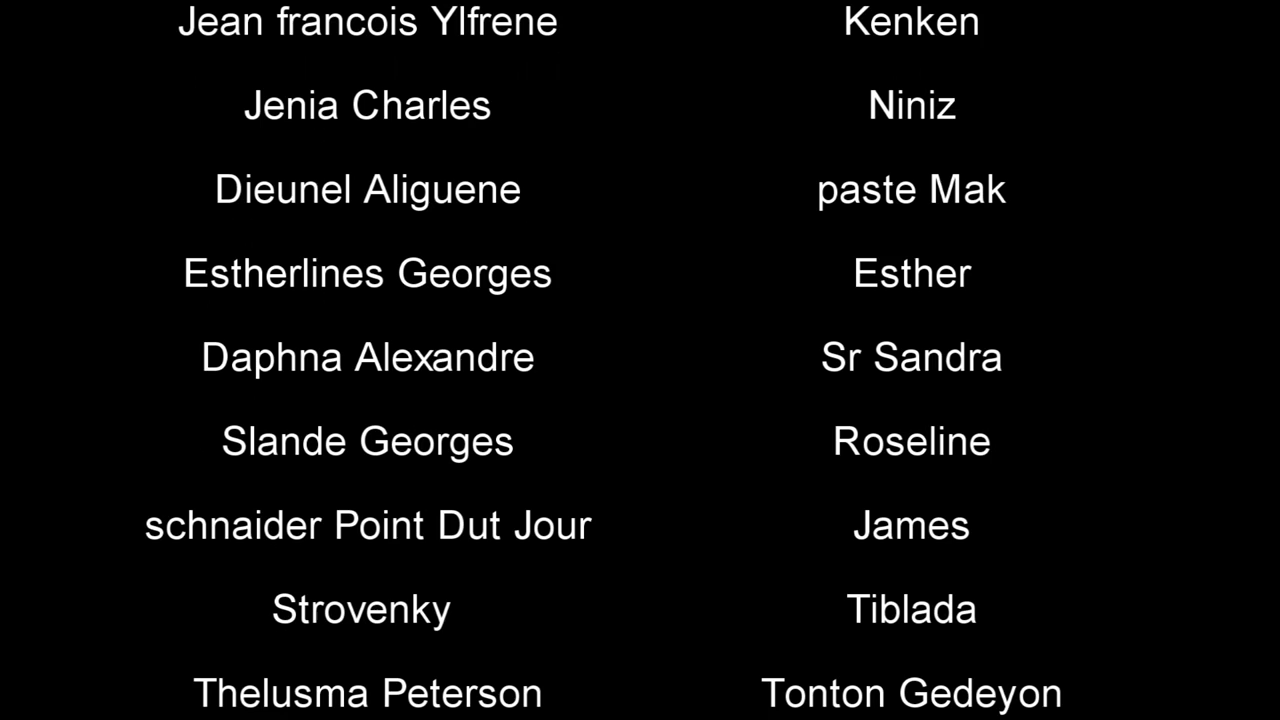 Jean francois Ylfrene Kenken
Jenia Charles Niniz
Dieunel Aliguene paste Mak
Estherlines Georges Esther
Daphna Alexandre Sr Sandra
Slande Georges Roseline
schnaider Point Dut Jour James
Strovenky Tiblada
Thelusma Peterson Tonton Gedeyon